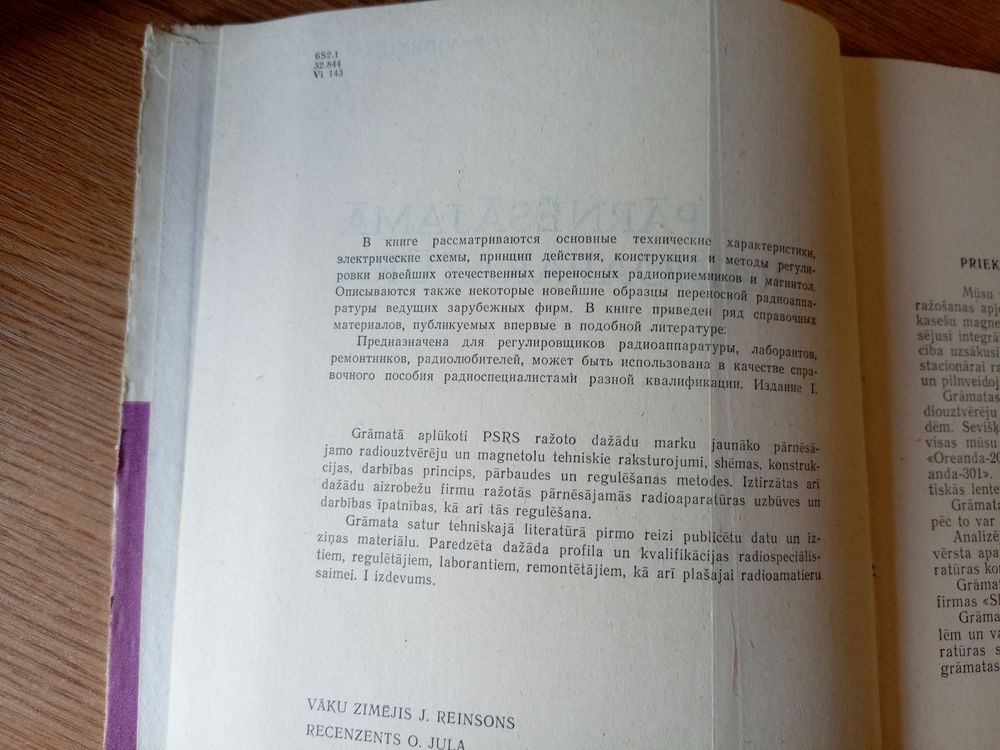 6S2.1
32.844
Vi 143
PĀRNĒSĀJAMĀ
В книге рассматриваются основные технические характеристики,
электрические схемы, принцип действия, конструкция и методы регули-
ровки новейших отечественных переносных радиоприемников и магнитол.
Описываются также некоторые новейшие образцы переносной радиоаппа-
ратуры ведущих зарубежных фирм. В книге приведен ряд справочных
материалов, публикуемых впервые в подобной литературе.
Предназначена для регулировщиков радиоаппаратуры, лаборантов,
ремонтников, радиолюбителей, может быть использована в качестве спра-
вочного пособия радиоспециалистами разной квалификации. Издание I.
Grāmatā aplūkoti PSRS ražoto dažādu marku jaunāko pārnēsā-
jamo radiouztvērēju un magnetolu tehniskie raksturojumi, shēmas, konstruk-
cijas, darbības princips, pārbaudes un regulēšanas metodes. Iztirzātas arī
dažādu aizrobežu firmu ražotās pārnēsājamās radioaparatūras uzbūves un
darbības īpatnības, kā arī tās regulēšana.
Grāmata satur tehniskajā literatūrā pirmo reizi publicētu datu un iz-
ziņas materiālu. Paredzēta dažāda profila un kvalifikācijas radiospeciālis-
tiem, regulētājiem, laborantiem, remontētājiem, kā arī plašajai radioamatieru
saimei. I izdevums.
VĀKU ZĪMĒJIS J. REINSONS
RECENZENTS O. JULA
PRIEK
Mūsu
ražošanas apj
kasešu magne
sējusi integrā
cība uzsākusi
stacionārai ra
un pilnveidoj
Grāmatas
diouztvērēju
dēm. Sevišķ
visas mūsu
«Oreanda-20
anda-301».
tiskās lente
Grāmata
pēc to var
Analizē
vērsta apa
ratūras kon
Grāma
firmas «S
Grāma
lēm un va
ratūras s
grāmatas